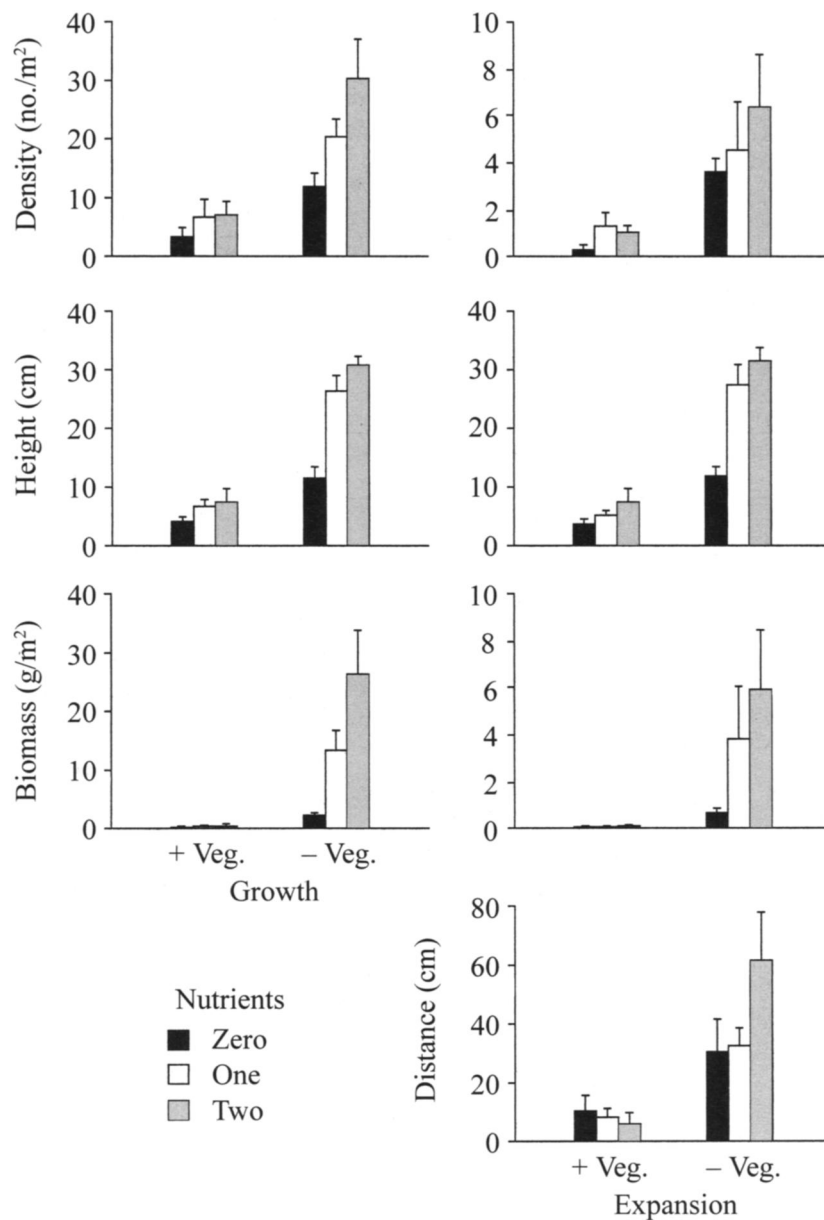 Density (no./m²)
40
30
20
10
0
10
8
6
4
2
0
Height (cm)
40
30
20
10
0
40
30
20
10
0
Biomass (g/m²)
40
30
20
10
0
+ Veg.
– Veg.
Growth
10
8
6
4
2
0
Nutrients
Zero
One
Two
Distance (cm)
80
60
40
20
0
+ Veg.
– Veg.
Expansion